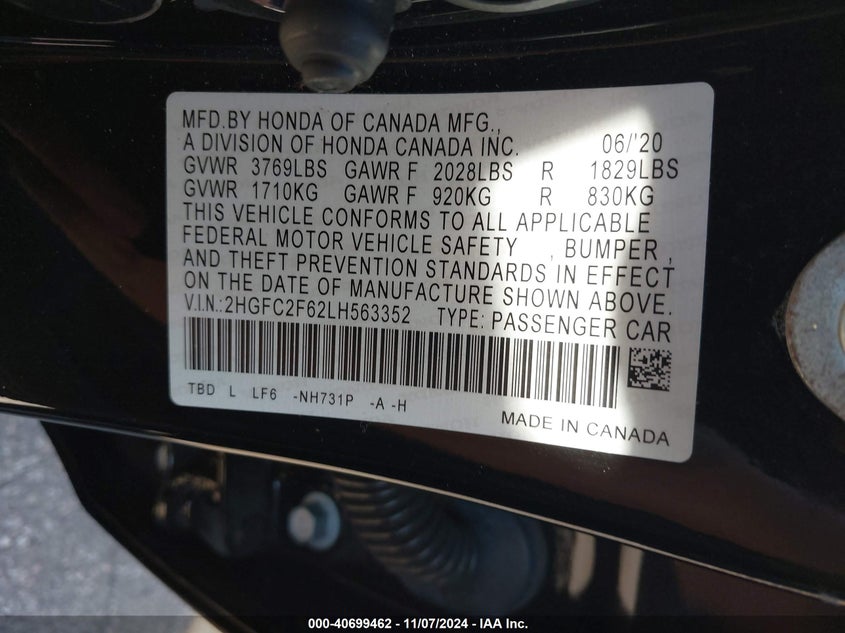 MFD.BY HONDA OF CANADA MFG.,
A DIVISION OF HONDA CANADA INC. 06/'20
GVWR 3769LBS GAWR F 2028LBS R 1829LBS
GVWR 1710KG GAWR F 920KG R 830KG
THIS VEHICLE CONFORMS TO ALL APPLICABLE
FEDERAL MOTOR VEHICLE SAFETY , BUMPER ,
AND THEFT PREVENTION STANDARDS IN EFFECT
ON THE DATE OF MANUFACTURE SHOWN ABOVE.
V.I.N.:2HGFC2F62LH563352 TYPE: PASSENGER CAR
TBD L LF6 -NH731P -A -H
MADE IN CANADA
000-40699462 - 11/07/2024 - IAA Inc.